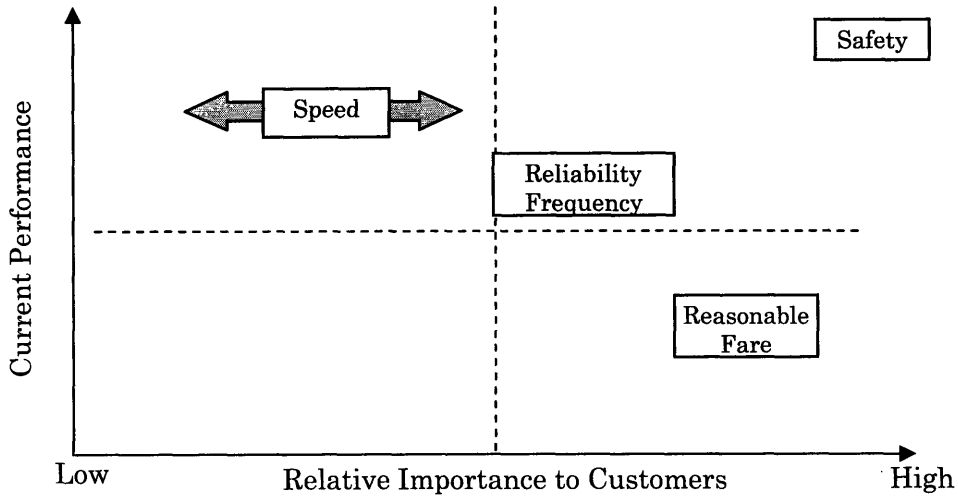 Safety
Speed
Reliability
Frequency
Reasonable
Fare
Current Performance
Low
Relative Importance to Customers
High